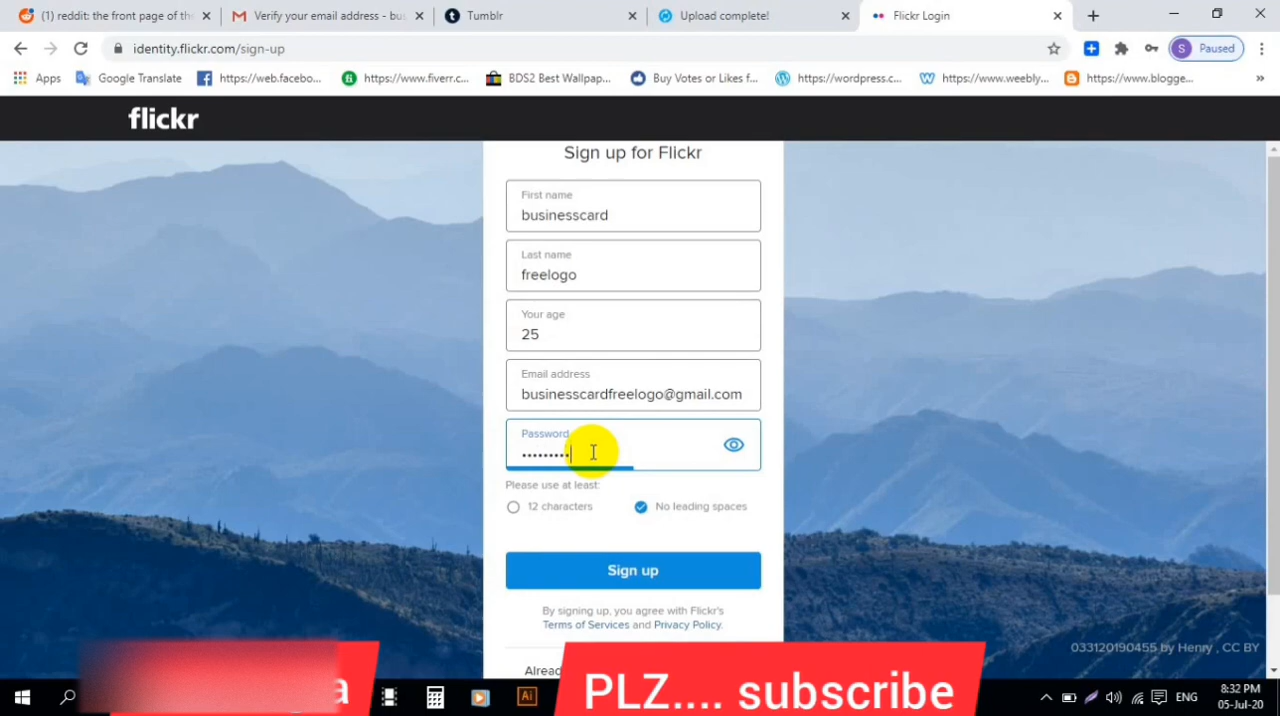 (1) reddit: the front page of the
Verify your email address - bus
Tumblr
Upload complete!
Flickr Login
identity.flickr.com/sign-up
S Paused
Apps
Google Translate
https://web.facebo...
https://www.fiverr.c...
BDS2 Best Wallpap...
Buy Votes or Likes f...
https://wordpress.c...
https://www.weebly...
https://www.blogge...
»
flickr
Sign up for Flickr
First name
businesscard
Last name
freelogo
Your age
25
Email address
businesscardfreelogo@gmail.com
Password
Please use at least:
12 characters
No leading spaces
Sign up
By signing up, you agree with Flickr's
Terms of Services and Privacy Policy.
033120190455 by Henry , CC BY
PLZ.... subscribe
Ai
ENG
8:32 PM
05-Jul-20